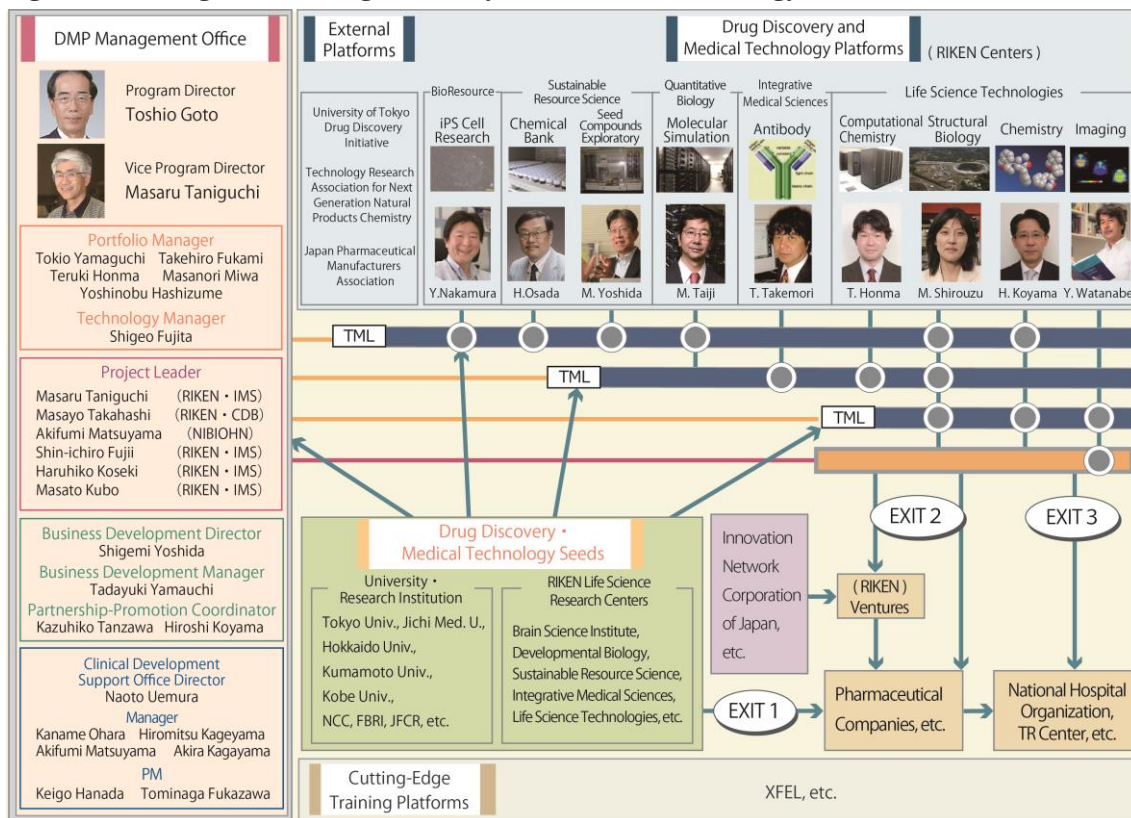 DMP Management Office
Program Director
Toshio Goto
Vice Program Director
Masaru Taniguchi
Portfolio Manager
Tokio Yamaguchi Takehiro Fukami
Teruki Honma Masanori Miwa
Yoshinobu Hashizume
Technology Manager
Shigeo Fujita
Project Leader
Masaru Taniguchi (RIKEN・IMS)
Masayo Takahashi (RIKEN・CDB)
Akifumi Matsuyama (NIBIOHN)
Shin-ichiro Fujii (RIKEN・IMS)
Haruhiko Koseki (RIKEN・IMS)
Masato Kubo (RIKEN・IMS)
Business Development Director
Shigemi Yoshida
Business Development Manager
Tadayuki Yamauchi
Partnership-Promotion Coordinator
Kazuhiko Tanzawa Hiroshi Koyama
Clinical Development
Support Office Director
Naoto Uemura
Manager
Kaname Ohara Hiromitsu Kageyama
Akifumi Matsuyama Akira Kagayama
PM
Keigo Hanada Tominaga Fukazawa
External
Platforms
Drug Discovery and
Medical Technology Platforms
( RIKEN Centers )
University of Tokyo
Drug Discovery
Initiative
Technology Research
Association for Next
Generation Natural
Products Chemistry
Japan Pharmaceutical
Manufacturers
Association
BioResource
iPS Cell
Research
Y.Nakamura
Sustainable
Resource Science
Chemical
Bank
H.Osada
Seed
Compounds
Exploratory
M. Yoshida
Quantitative
Biology
Molecular
Simulation
M. Taiji
Integrative
Medical Sciences
Antibody
T. Takemori
Life Science Technologies
Computational
Chemistry
T. Honma
Structural
Biology
M. Shirouzu
Chemistry
H. Koyama
Imaging
Y. Watanabe
TML
TML
TML
Drug Discovery・
Medical Technology Seeds
University・
Research Institution
Tokyo Univ., Jichi Med. U.,
Hokkaido Univ.,
Kumamoto Univ.,
Kobe Univ.,
NCC, FBRI, JFCR, etc.
RIKEN Life Science
Research Centers
Brain Science Institute,
Developmental Biology,
Sustainable Resource Science,
Integrative Medical Sciences,
Life Science Technologies, etc.
Innovation
Network
Corporation
of Japan,
etc.
EXIT 2
EXIT 3
( RIKEN )
Ventures
EXIT 1
Pharmaceutical
Companies, etc.
National Hospital
Organization,
TR Center, etc.
Cutting-Edge
Training Platforms
XFEL, etc.